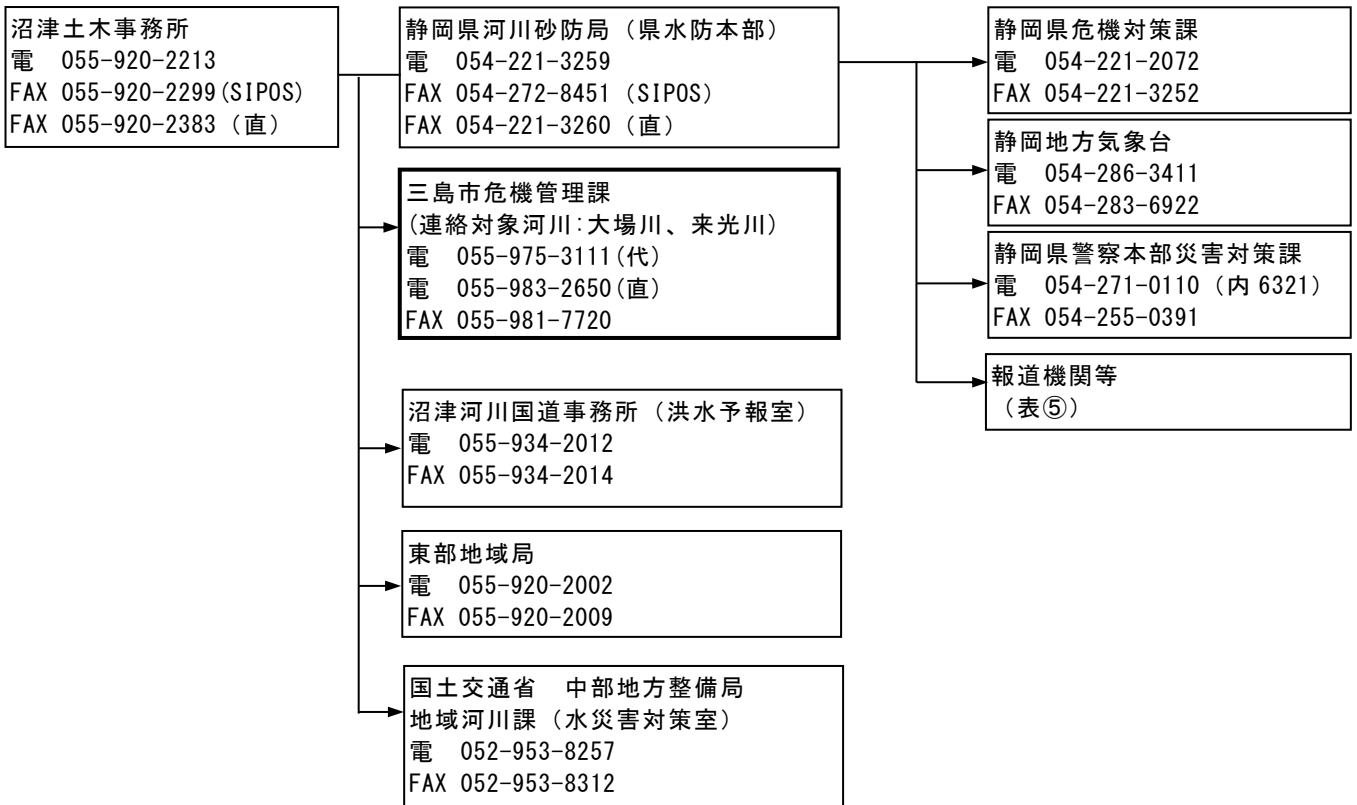 沼津土木事務所
電　055-920-2213
FAX 055-920-2299(SIPOS)
FAX 055-920-2383（直）
静岡県河川砂防局（県水防本部）
電　054-221-3259
FAX 054-272-8451（SIPOS）
FAX 054-221-3260（直）
三島市危機管理課
(連絡対象河川:大場川、来光川)
電　055-975-3111(代)
電　055-983-2650(直)
FAX 055-981-7720
沼津河川国道事務所（洪水予報室）
電　055-934-2012
FAX 055-934-2014
東部地域局
電　055-920-2002
FAX 055-920-2009
国土交通省　中部地方整備局
地域河川課（水災害対策室）
電　052-953-8257
FAX 052-953-8312
静岡県危機対策課
電　054-221-2072
FAX 054-221-3252
静岡地方気象台
電　054-286-3411
FAX 054-283-6922
静岡県警察本部災害対策課
電　054-271-0110（内 6321）
FAX 054-255-0391
報道機関等
（表⑤）